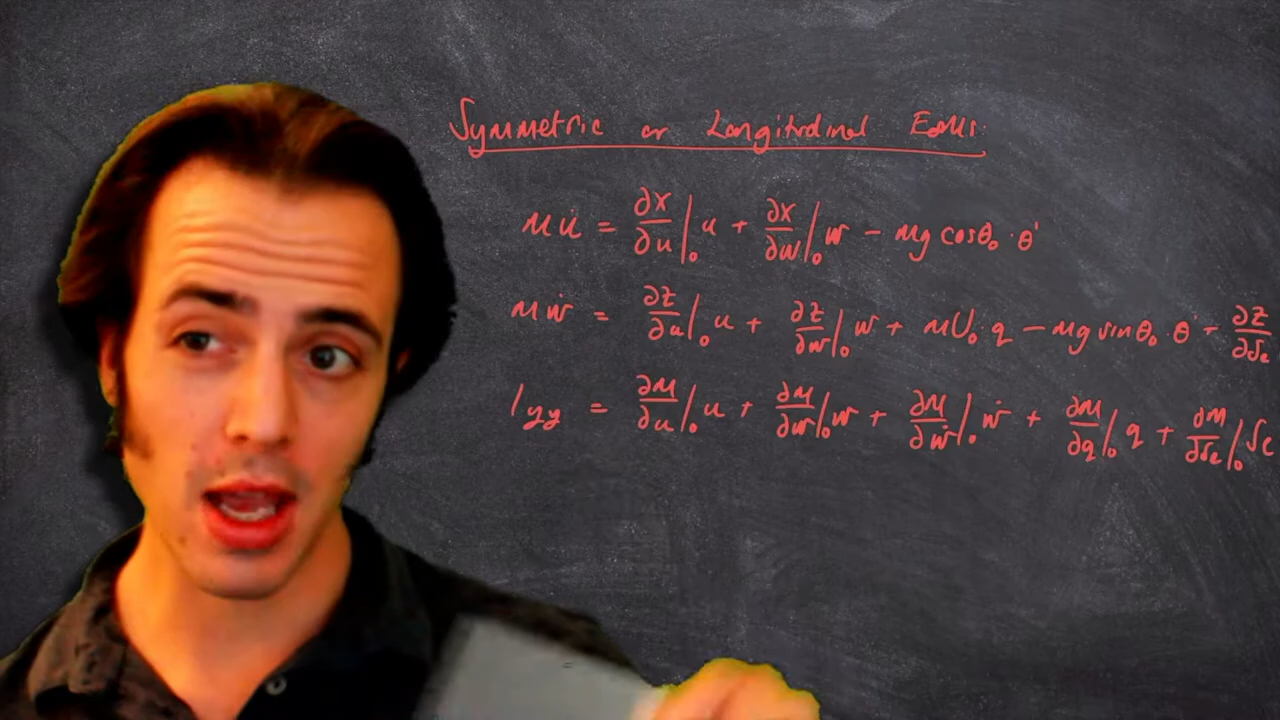 Symmetric or Longitudinal EoMs.
mu̇ = ∂X/∂u|₀ u + ∂X/∂w|₀ w − mg cosθ₀ · θ'
mẇ = ∂Z/∂u|₀ u + ∂Z/∂w|₀ w + mU₀ · q − mg sinθ₀ · θ' + ∂Z/∂δe
Iyy = ∂M/∂u|₀ u + ∂M/∂w|₀ w + ∂M/∂ẇ|₀ ẇ + ∂M/∂q|₀ q + ∂M/∂δe|₀ δe